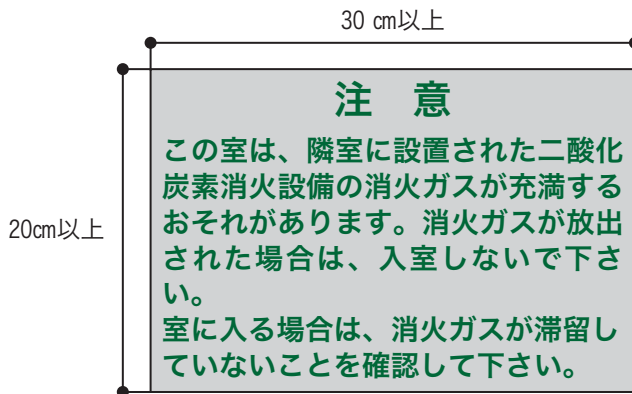 30 cm以上
20cm以上
注 意
この室は、隣室に設置された二酸化
炭素消火設備の消火ガスが充満する
おそれがあります。消火ガスが放出
された場合は、入室しないで下さ
い。
室に入る場合は、消火ガスが滞留し
ていないことを確認して下さい。